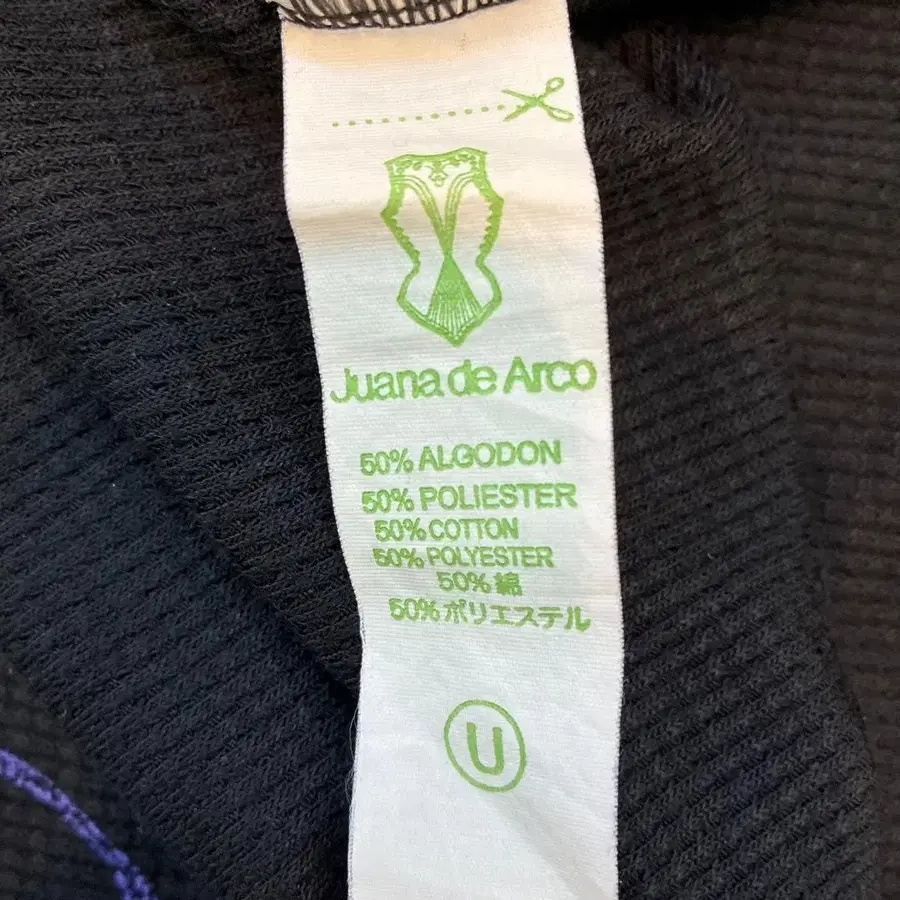 Juana de Arco
50% ALGODON
50% POLIESTER
50% COTTON
50% POLYESTER
50% 綿
50% ポリエステル
U